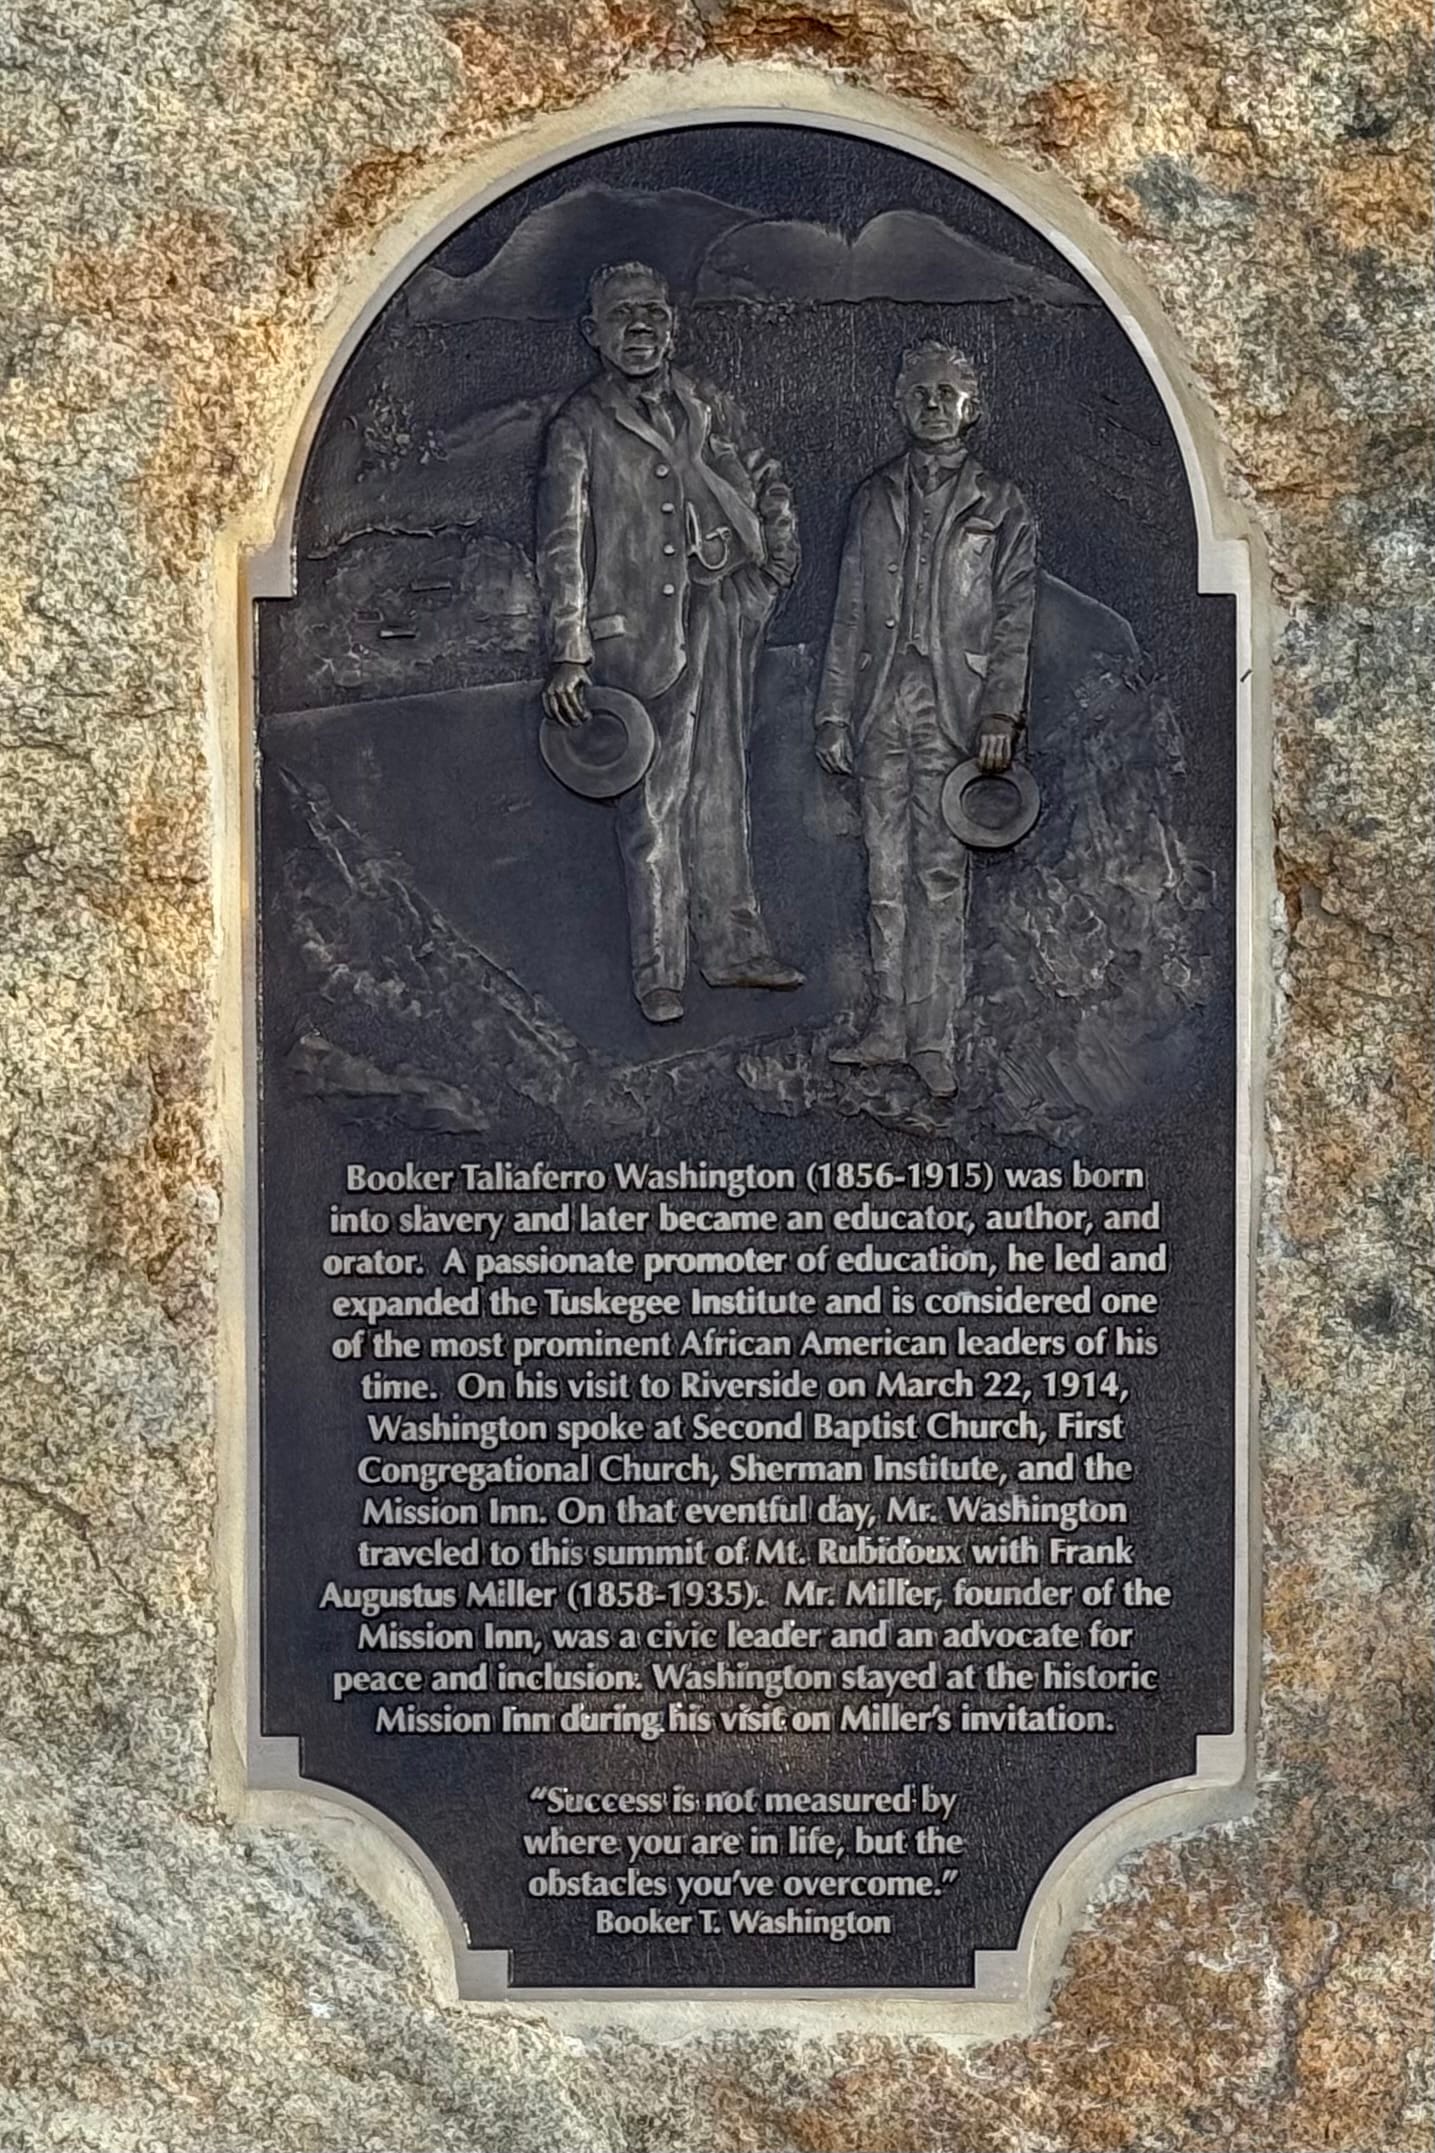 Booker Taliaferro Washington (1856-1915) was born
into slavery and later became an educator, author, and
orator. A passionate promoter of education, he led and
expanded the Tuskegee Institute and is considered one
of the most prominent African American leaders of his
time. On his visit to Riverside on March 22, 1914,
Washington spoke at Second Baptist Church, First
Congregational Church, Sherman Institute, and the
Mission Inn. On that eventful day, Mr. Washington
traveled to this summit of Mt. Rubidoux with Frank
Augustus Miller (1858-1935). Mr. Miller, founder of the
Mission Inn, was a civic leader and an advocate for
peace and inclusion. Washington stayed at the historic
Mission Inn during his visit on Miller's invitation.
"Success is not measured by
where you are in life, but the
obstacles you've overcome."
Booker T. Washington